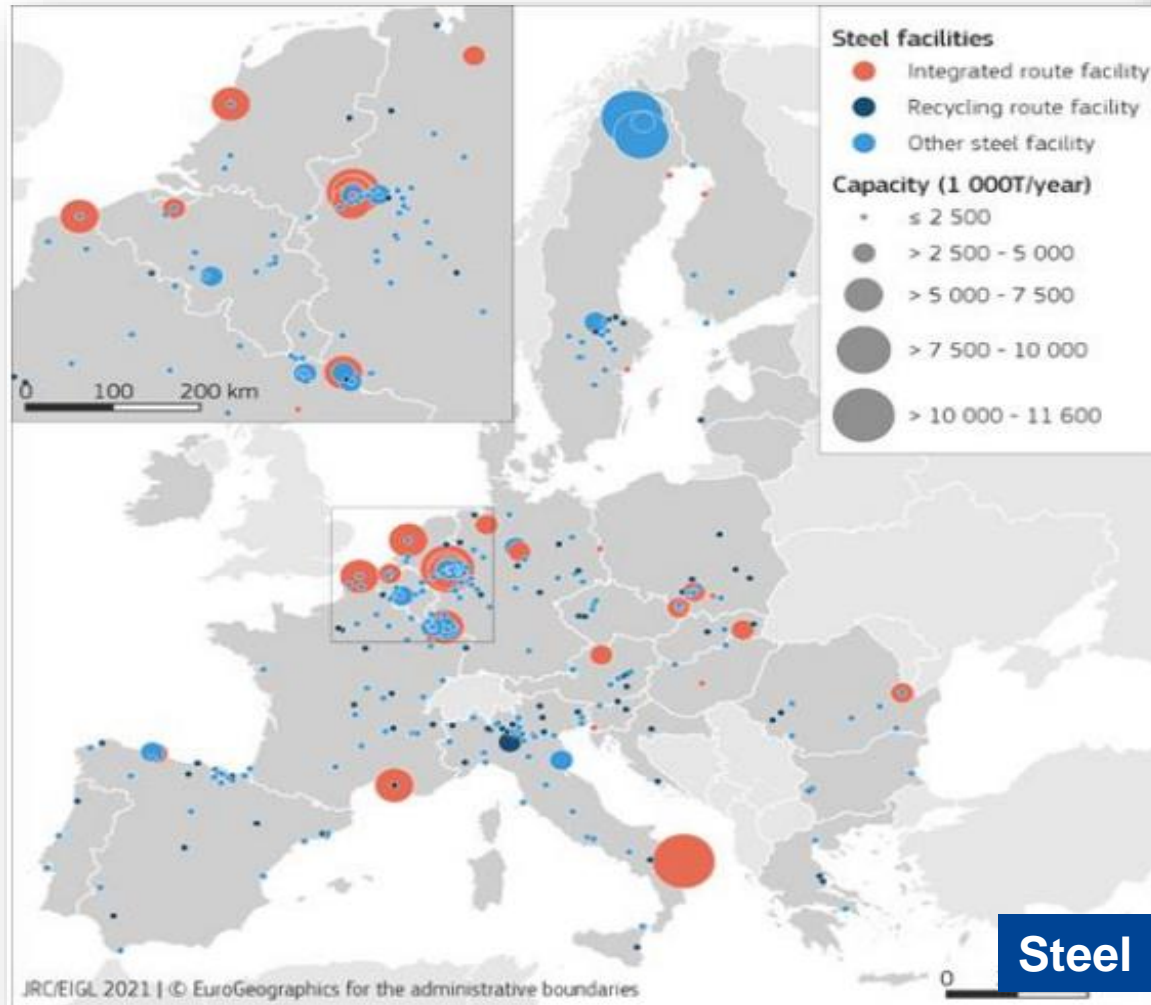 Steel facilities
Integrated route facility
Recycling route facility
Other steel facility
Capacity (1 000T/year)
≤ 2 500
> 2 500 - 5 000
> 5 000 - 7 500
> 7 500 - 10 000
> 10 000 - 11 600
0 100 200 km
JRC/EIGL 2021 | © EuroGeographics for the administrative boundaries
0
Steel